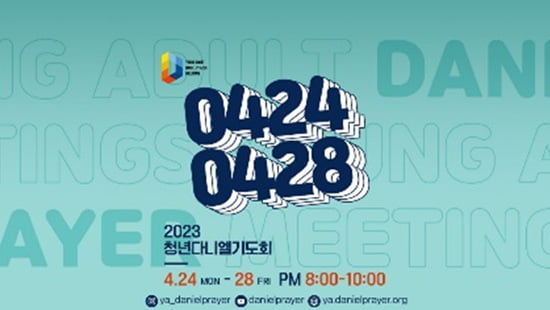 NG ADULT DANI
TINGS YOUNG A
AYER MEETING
0424
0428
2023
청년다니엘기도회
4.24 MON - 28 FRI PM 8:00-10:00
ya_danielprayer danielprayer ya.danielprayer.org